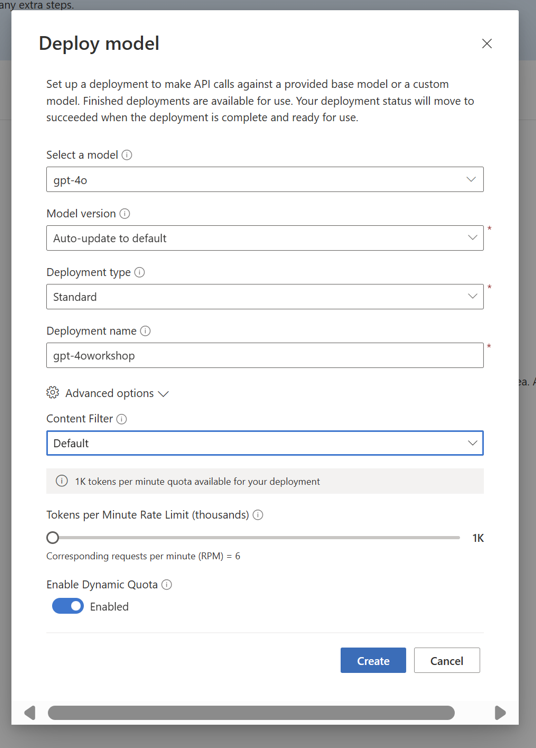 any extra steps.
Deploy model
Set up a deployment to make API calls against a provided base model or a custom
model. Finished deployments are available for use. Your deployment status will move to
succeeded when the deployment is complete and ready for use.
Select a model
gpt-4o
Model version
Auto-update to default
*
Deployment type
Standard
*
Deployment name
gpt-4oworkshop
*
ea. A
Advanced options
Content Filter
Default
1K tokens per minute quota available for your deployment
Tokens per Minute Rate Limit (thousands)
1K
Corresponding requests per minute (RPM) = 6
Enable Dynamic Quota
Enabled
Create
Cancel